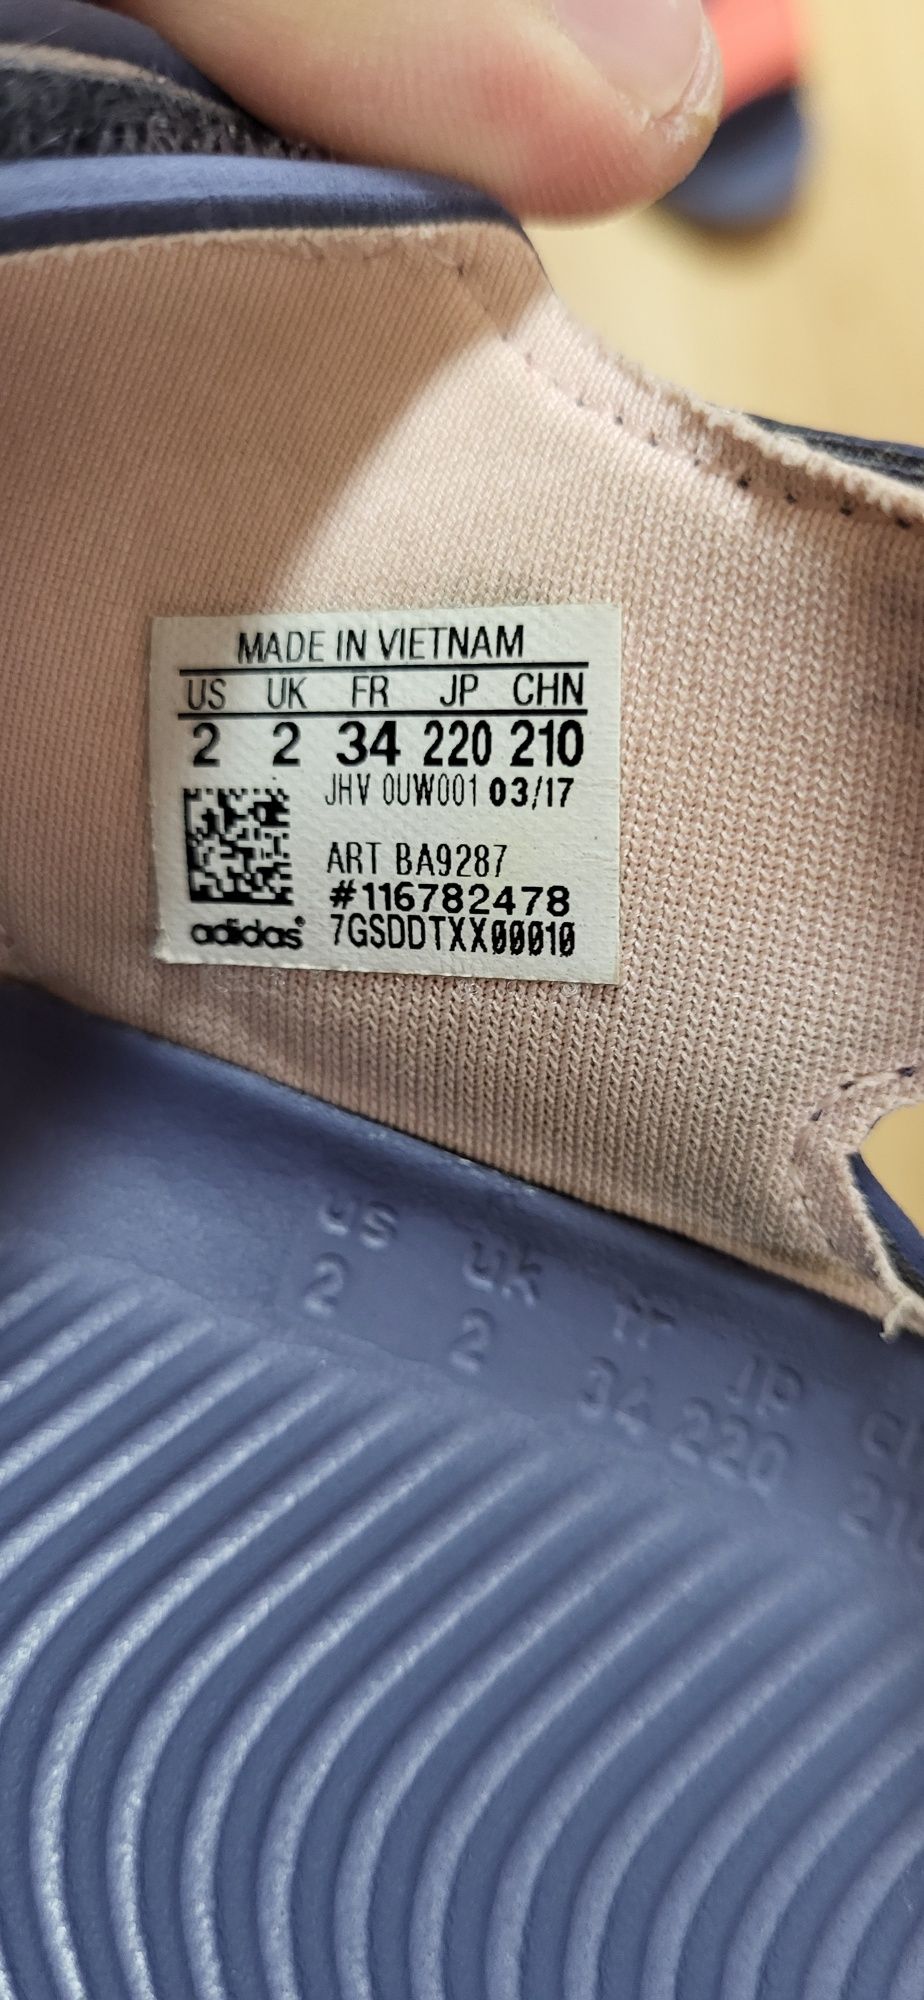 MADE IN VIETNAM
US UK FR JP CHN
2 2 34 220 210
JHV 0UW001 03/17
ART BA9287
#116782478
adidas 7GSDDTXX00010
us uk fr jp
2 2 34 220